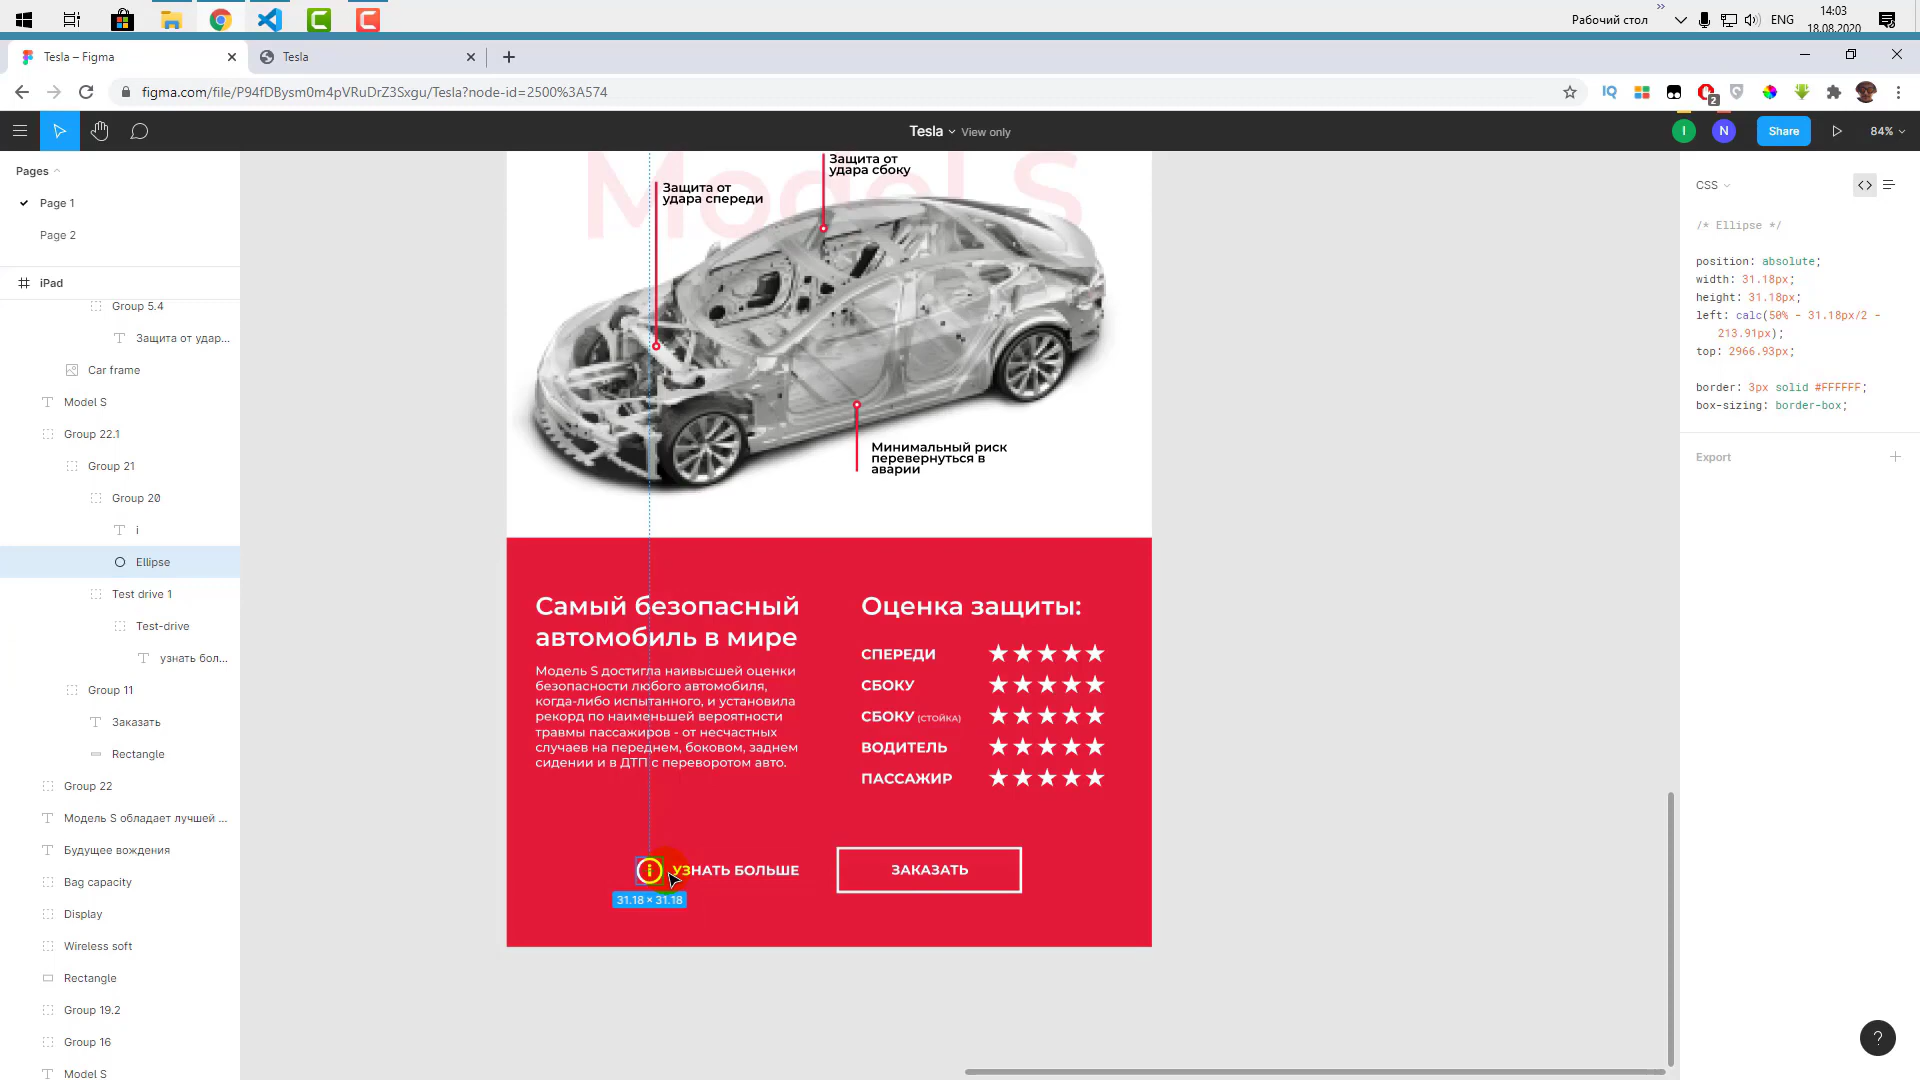 Рабочий стол
»
ENG
14:03
18.08.2020
Tesla – Figma
Tesla
figma.com/file/P94fDBysm0m4pVRuDrZ3Sxgu/Tesla?node-id=2500%3A574
IQ
2
Tesla
View only
I
N
Share
84%
Pages
Page 1
Page 2
iPad
Group 5.4
Защита от удар...
Car frame
Model S
Group 22.1
Group 21
Group 20
i
Ellipse
Test drive 1
Test-drive
узнать бол...
Group 11
Заказать
Rectangle
Group 22
Модель S обладает лучшей ...
Будущее вождения
Bag capacity
Display
Wireless soft
Rectangle
Group 19.2
Group 16
Model S
Model S
Защита от
удара спереди
Защита от
удара сбоку
Минимальный риск
перевернуться в
аварии
Самый безопасный
автомобиль в мире
Модель S достигла наивысшей оценки
безопасности любого автомобиля,
когда-либо испытанного, и установила
рекорд по наименьшей вероятности
травмы пассажиров - от несчастных
случаев на переднем, боковом, заднем
сидении и в ДТП с переворотом авто.
Оценка защиты:
СПЕРЕДИ
СБОКУ
СБОКУ (СТОЙКА)
ВОДИТЕЛЬ
ПАССАЖИР
i
УЗНАТЬ БОЛЬШЕ
ЗАКАЗАТЬ
31.18 × 31.18
CSS
/* Ellipse */
position: absolute;
width: 31.18px;
height: 31.18px;
left: calc(50% - 31.18px/2 -
213.91px);
top: 2966.93px;
border: 3px solid #FFFFFF;
box-sizing: border-box;
Export
?